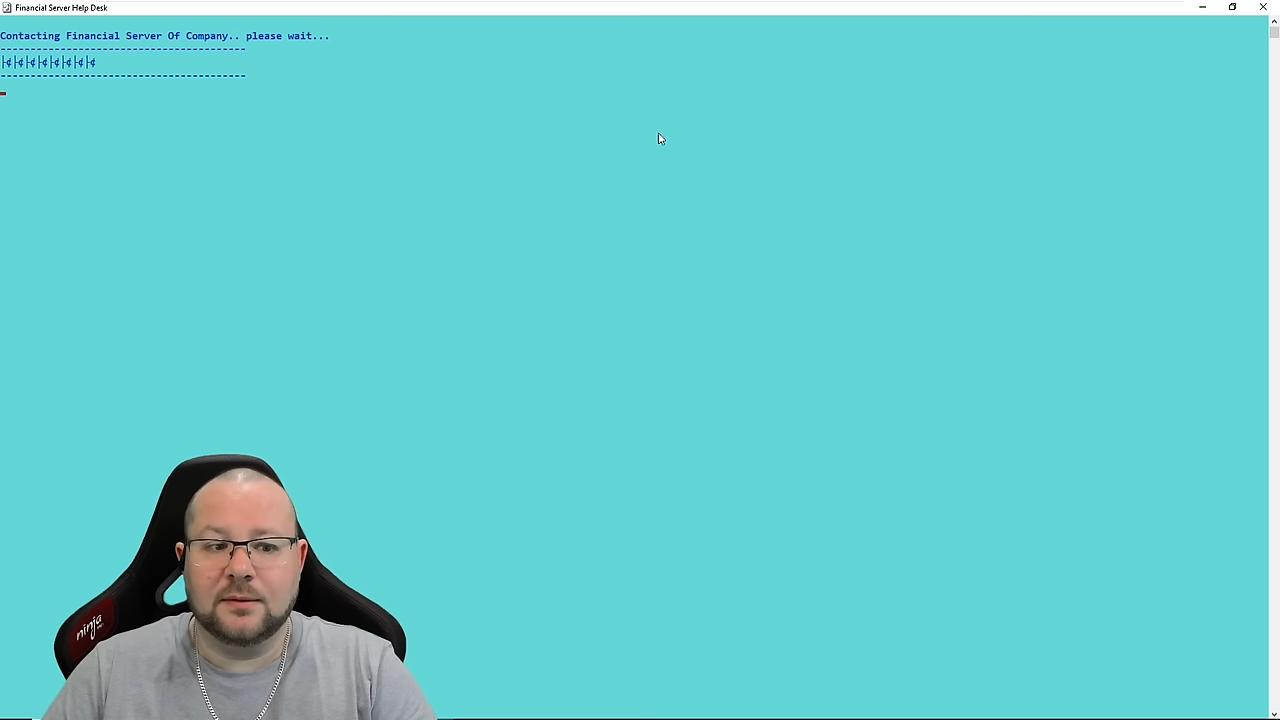 Financial Server Help Desk
Contacting Financial Server Of Company.. please wait...
-----------------------------------------
├¢├¢├¢├¢├¢├¢├¢├¢
-----------------------------------------
ninja